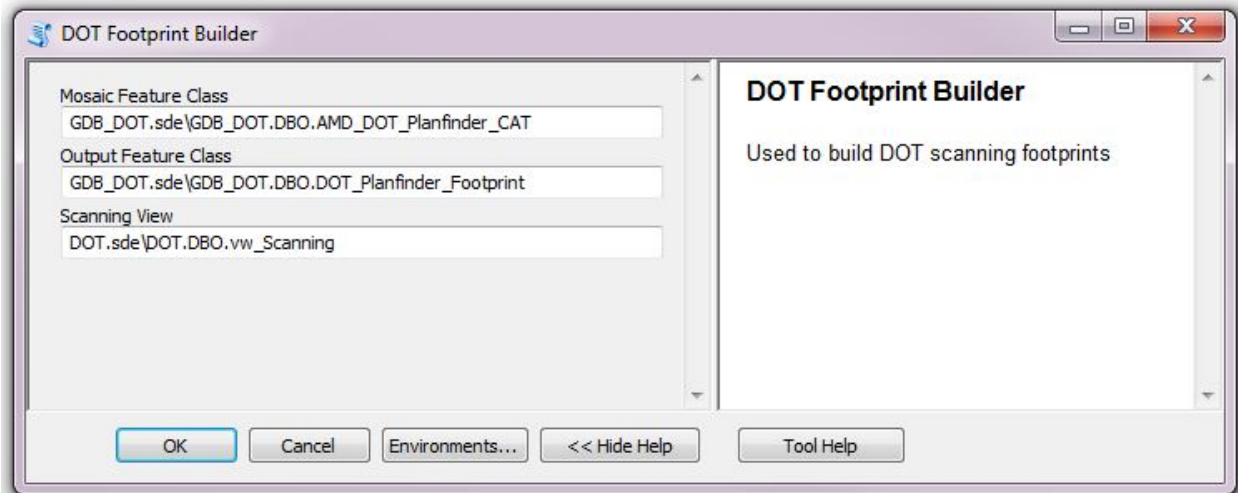 DOT Footprint Builder
Mosaic Feature Class
GDB_DOT.sde\GDB_DOT.DBO.AMD_DOT_Planfinder_CAT
Output Feature Class
GDB_DOT.sde\GDB_DOT.DBO.DOT_Planfinder_Footprint
Scanning View
DOT.sde\DOT.DBO.vw_Scanning
DOT Footprint Builder
Used to build DOT scanning footprints
OK Cancel Environments... << Hide Help Tool Help